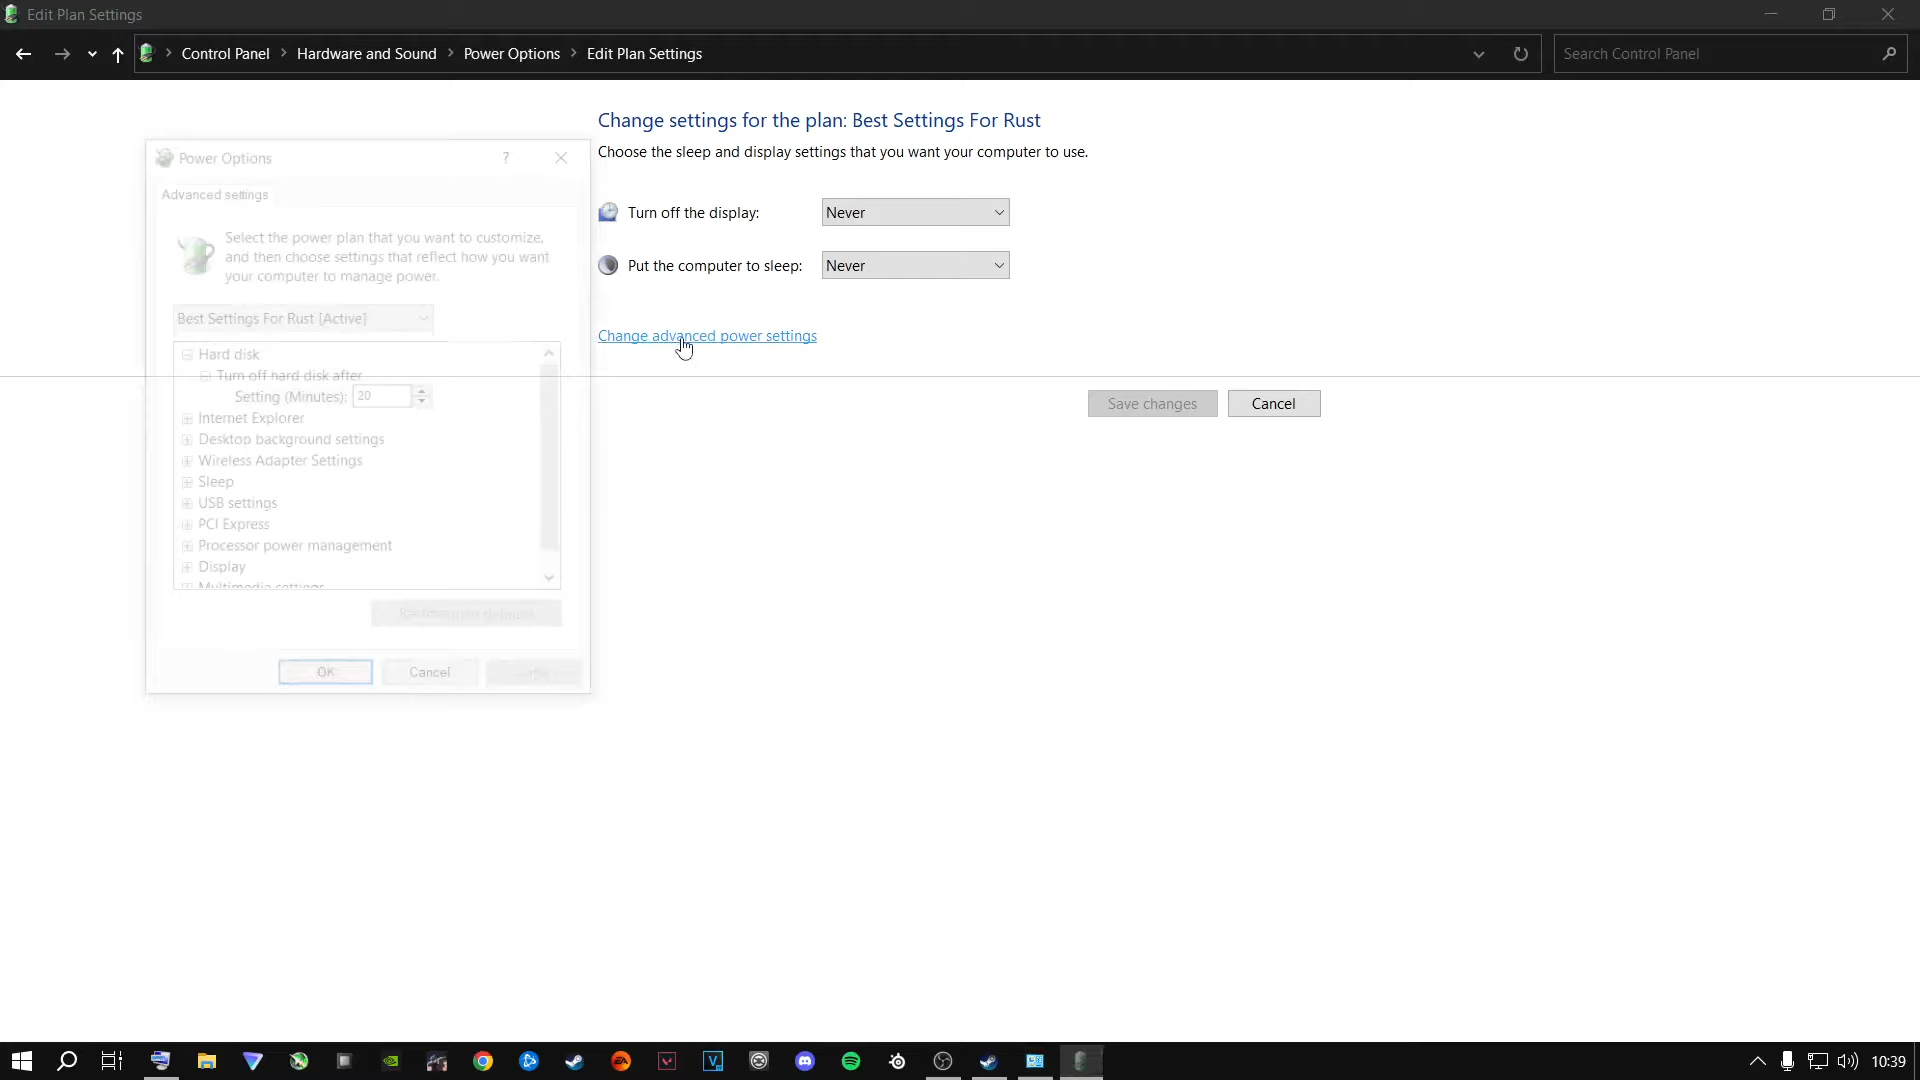 Edit Plan Settings
Control Panel > Hardware and Sound > Power Options > Edit Plan Settings
Search Control Panel
Change settings for the plan: Best Settings For Rust
Choose the sleep and display settings that you want your computer to use.
Turn off the display: Never
Put the computer to sleep: Never
Change advanced power settings
Save changes
Cancel
Power Options
?
Advanced settings
Select the power plan that you want to customize,
and then choose settings that reflect how you want
your computer to manage power.
Best Settings For Rust [Active]
Hard disk
Turn off hard disk after
Setting (Minutes): 20
Internet Explorer
Desktop background settings
Wireless Adapter Settings
Sleep
USB settings
PCI Express
Processor power management
Display
Multimedia settings
OK
Cancel
10:39